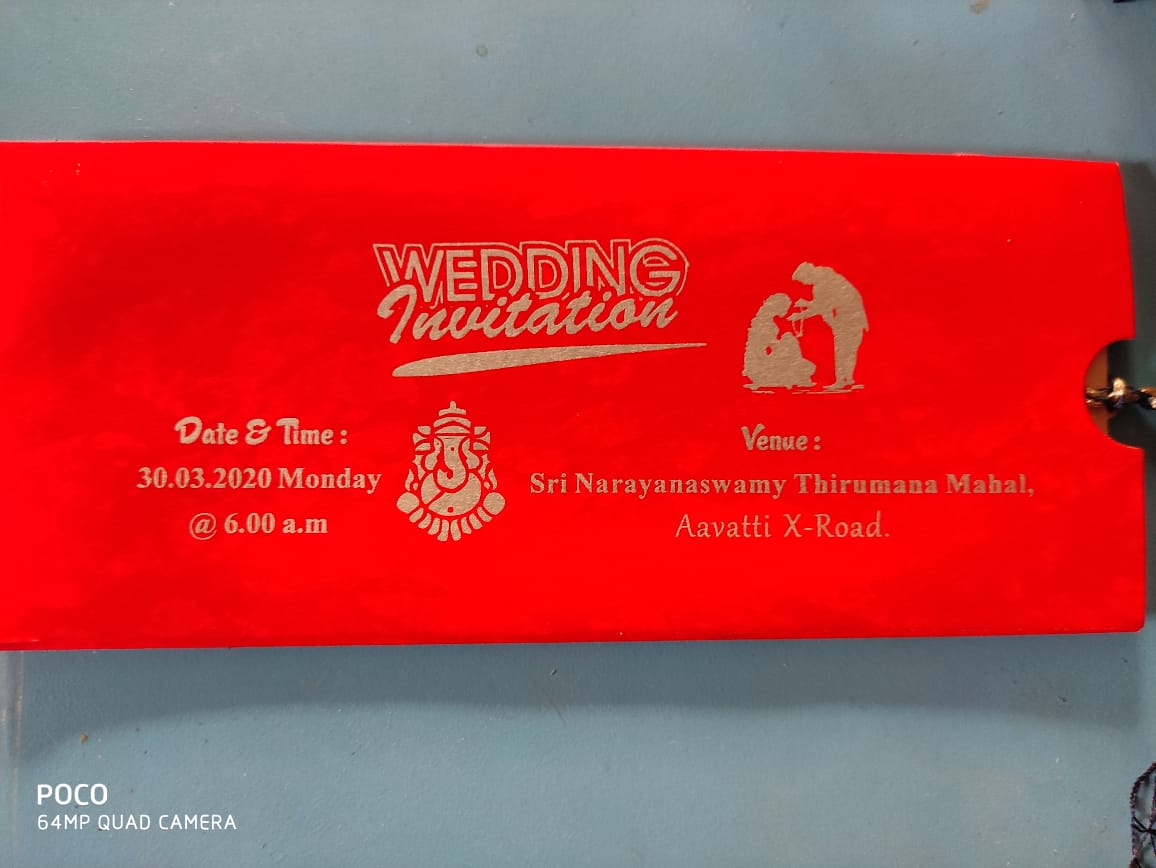 WEDDING
Invitation
Date & Time :
30.03.2020 Monday
@ 6.00 a.m
Venue :
Sri Narayanaswamy Thirumana Mahal,
Aavatti X-Road.
POCO
64MP QUAD CAMERA